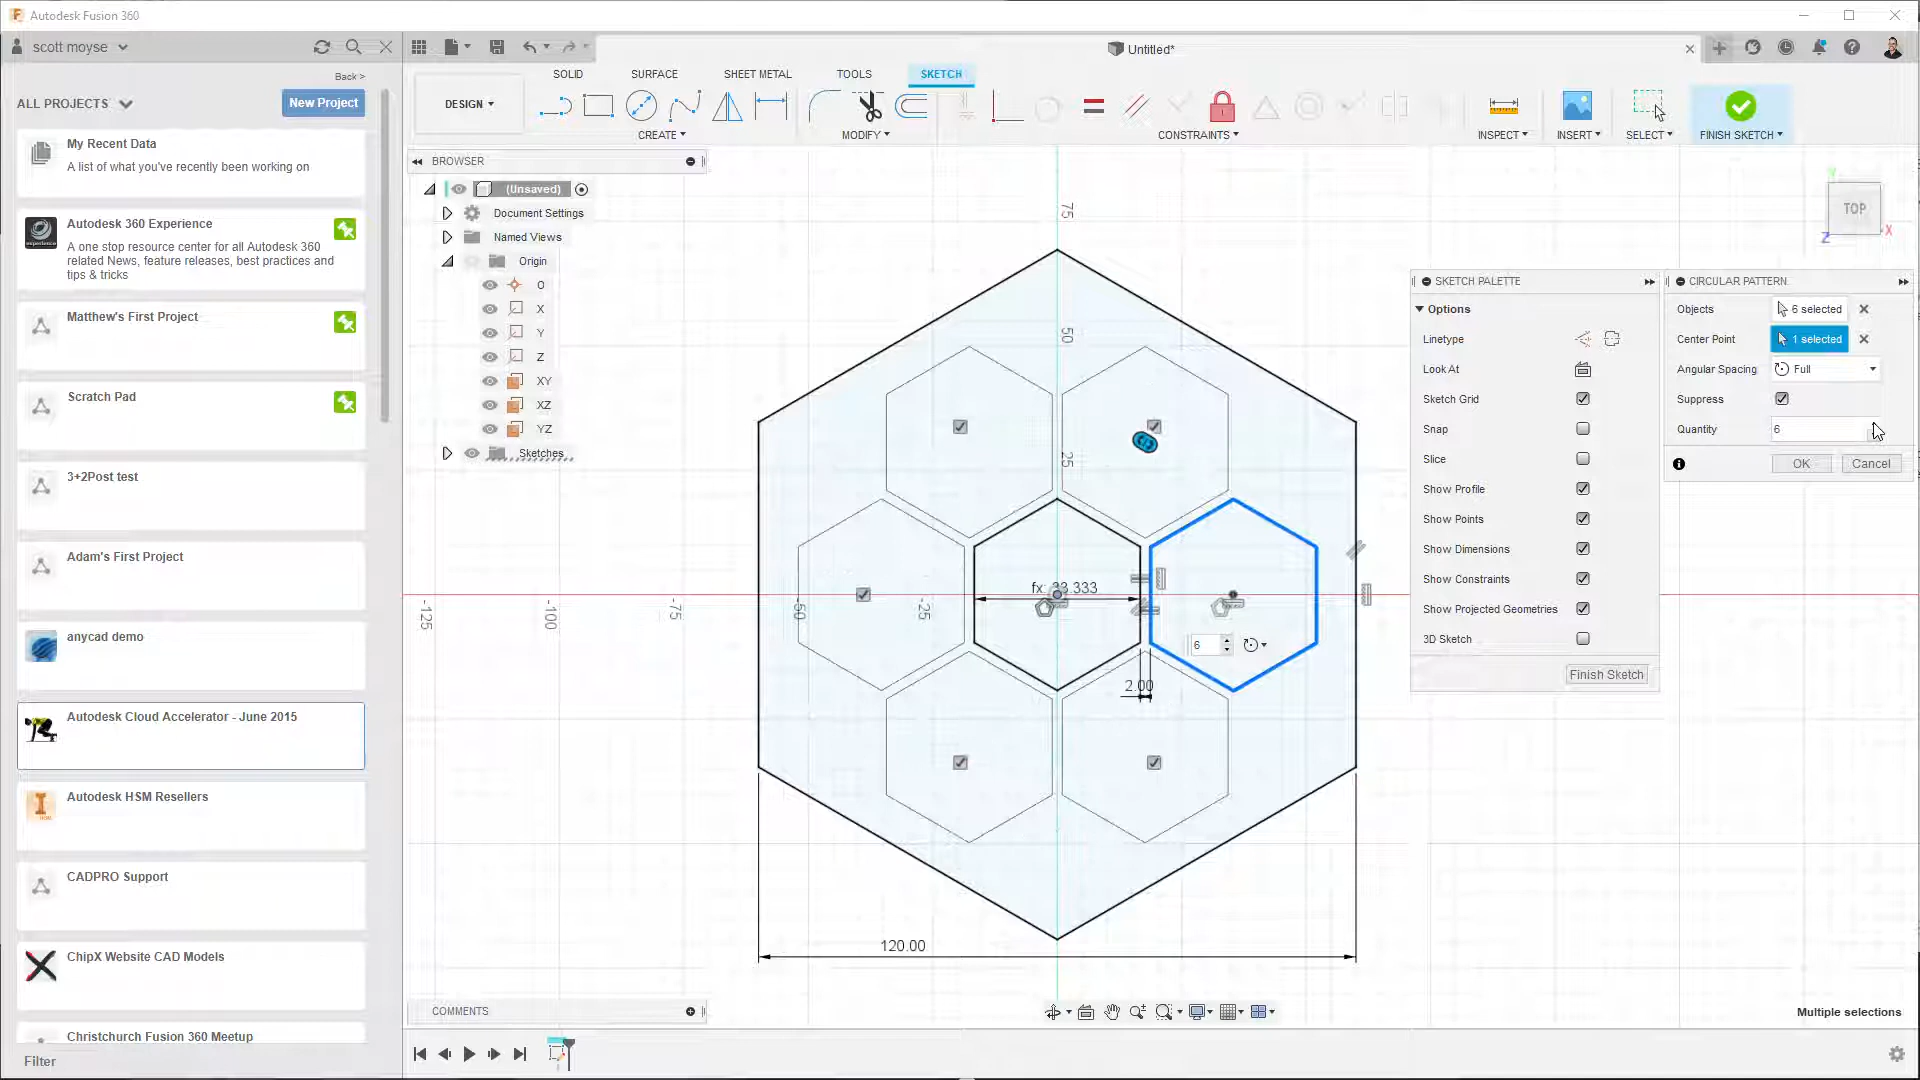 Autodesk Fusion 360
scott moyse
Untitled*
Back >
ALL PROJECTS
New Project
My Recent Data
A list of what you've recently been working on
Autodesk 360 Experience
A one stop resource center for all Autodesk 360
related News, feature releases, best practices and
tips & tricks
Matthew's First Project
Scratch Pad
3+2Post test
Adam's First Project
anycad demo
Autodesk Cloud Accelerator - June 2015
Autodesk HSM Resellers
CADPRO Support
ChipX Website CAD Models
Christchurch Fusion 360 Meetup
Filter
DESIGN
SOLID
SURFACE
SHEET METAL
TOOLS
SKETCH
CREATE
MODIFY
CONSTRAINTS
INSPECT
INSERT
SELECT
FINISH SKETCH
BROWSER
(Unsaved)
Document Settings
Named Views
Origin
O
X
Y
Z
XY
XZ
YZ
Sketches
75
50
25
-125
-100
-75
-50
-25
fx: 33.333
6
2.00
120.00
TOP
Y
X
Z
SKETCH PALETTE
Options
Linetype
Look At
Sketch Grid
Snap
Slice
Show Profile
Show Points
Show Dimensions
Show Constraints
Show Projected Geometries
3D Sketch
Finish Sketch
CIRCULAR PATTERN
Objects
6 selected
Center Point
1 selected
Angular Spacing
Full
Suppress
Quantity
6
OK
Cancel
COMMENTS
Multiple selections